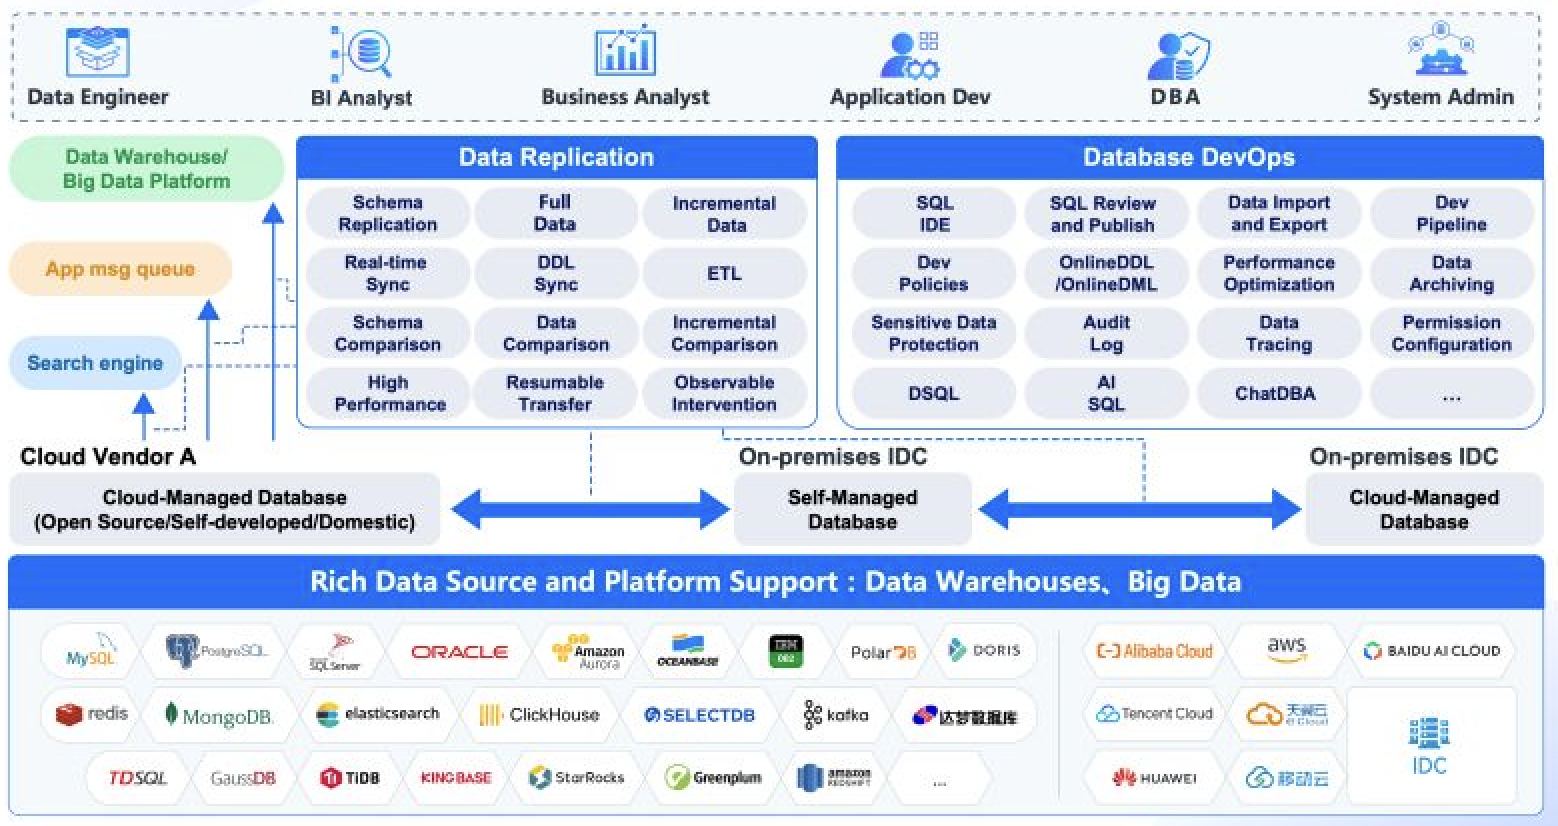 Data Engineer
BI Analyst
Business Analyst
Application Dev
DBA
System Admin
Data Warehouse/
Big Data Platform
App msg queue
Search engine
Data Replication
Schema
Replication
Full
Data
Incremental
Data
Real-time
Sync
DDL
Sync
ETL
Schema
Comparison
Data
Comparison
Incremental
Comparison
High
Performance
Resumable
Transfer
Observable
Intervention
Database DevOps
SQL
IDE
SQL Review
and Publish
Data Import
and Export
Dev
Pipeline
Dev
Policies
OnlineDDL
/OnlineDML
Performance
Optimization
Data
Archiving
Sensitive Data
Protection
Audit
Log
Data
Tracing
Permission
Configuration
DSQL
AI
SQL
ChatDBA
...
Cloud Vendor A
Cloud-Managed Database
(Open Source/Self-developed/Domestic)
On-premises IDC
Self-Managed
Database
On-premises IDC
Cloud-Managed
Database
Rich Data Source and Platform Support：Data Warehouses、Big Data
MySQL
PostgreSQL
SQL Server
ORACLE
Amazon
Aurora
OCEANBASE
IBM
DB2
PolarDB
DORIS
redis
MongoDB.
elasticsearch
ClickHouse
SELECTDB
kafka
达梦数据库
TDSQL
GaussDB
TiDB
KINGBASE
StarRocks
Greenplum
amazon
REDSHIFT
...
Alibaba Cloud
aws
BAIDU AI CLOUD
Tencent Cloud
天翼云
e Cloud
HUAWEI
移动云
IDC